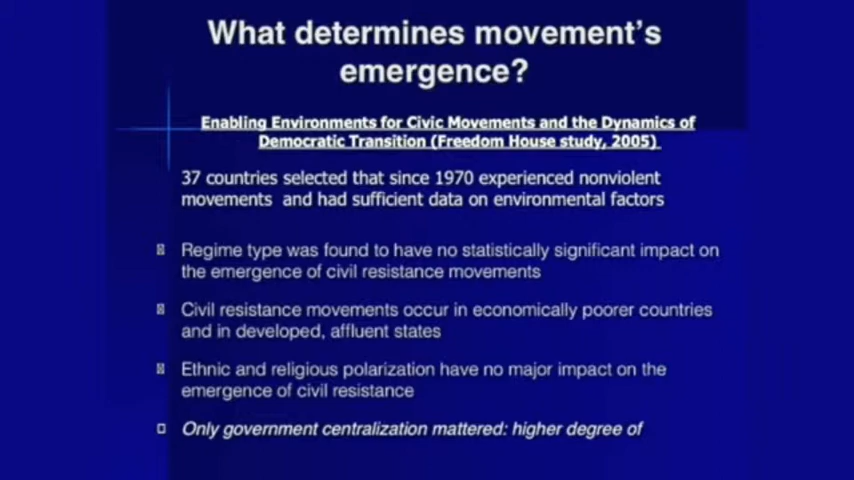 What determines movement's
emergence?
Enabling Environments for Civic Movements and the Dynamics of
Democratic Transition (Freedom House study, 2005)
37 countries selected that since 1970 experienced nonviolent
movements and had sufficient data on environmental factors
Regime type was found to have no statistically significant impact on
the emergence of civil resistance movements
Civil resistance movements occur in economically poorer countries
and in developed, affluent states
Ethnic and religious polarization have no major impact on the
emergence of civil resistance
Only government centralization mattered: higher degree of